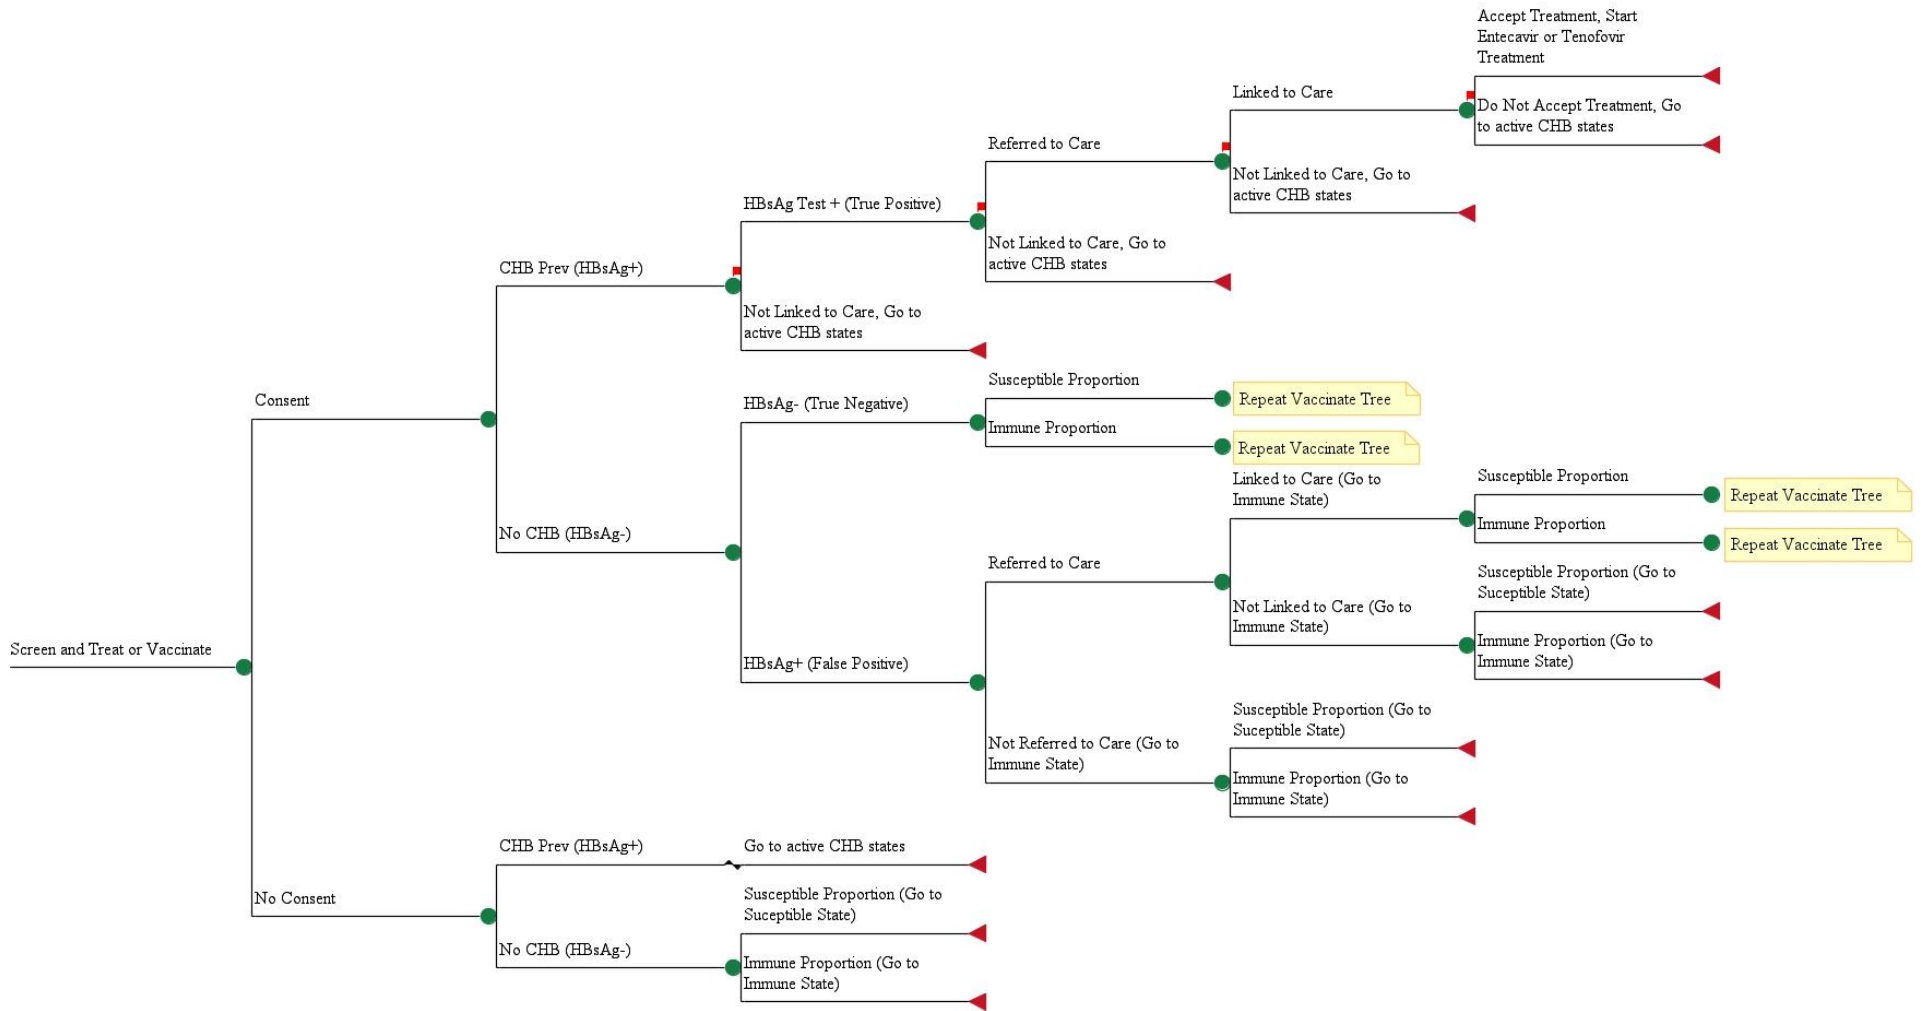 Accept Treatment, Start
Entecavir or Tenofovir
Treatment
Linked to Care
Do Not Accept Treatment, Go
to active CHB states
Referred to Care
Not Linked to Care, Go to
active CHB states
HBsAg Test + (True Positive)
Not Linked to Care, Go to
active CHB states
CHB Prev (HBsAg+)
Not Linked to Care, Go to
active CHB states
Susceptible Proportion
Repeat Vaccinate Tree
Consent
HBsAg- (True Negative)
Immune Proportion
Repeat Vaccinate Tree
Linked to Care (Go to
Immune State)
Susceptible Proportion
Repeat Vaccinate Tree
No CHB (HBsAg-)
Immune Proportion
Repeat Vaccinate Tree
Referred to Care
Susceptible Proportion (Go to
Suceptible State)
Not Linked to Care (Go to
Immune State)
Immune Proportion (Go to
Immune State)
Screen and Treat or Vaccinate
HBsAg+ (False Positive)
Susceptible Proportion (Go to
Suceptible State)
Not Referred to Care (Go to
Immune State)
Immune Proportion (Go to
Immune State)
CHB Prev (HBsAg+)
Go to active CHB states
No Consent
Susceptible Proportion (Go to
Suceptible State)
No CHB (HBsAg-)
Immune Proportion (Go to
Immune State)